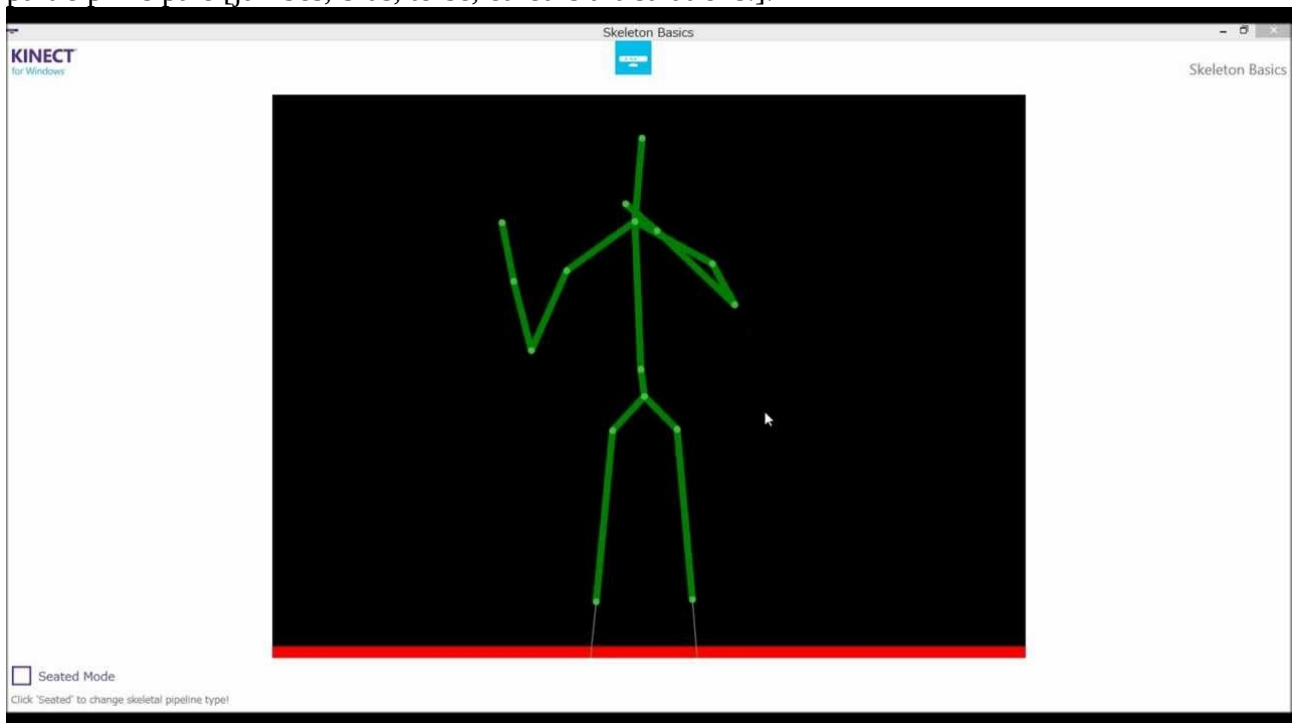 Skeleton Basics
KINECT
for Windows
Skeleton Basics
Seated Mode
Click 'Seated' to change skeletal pipeline type!